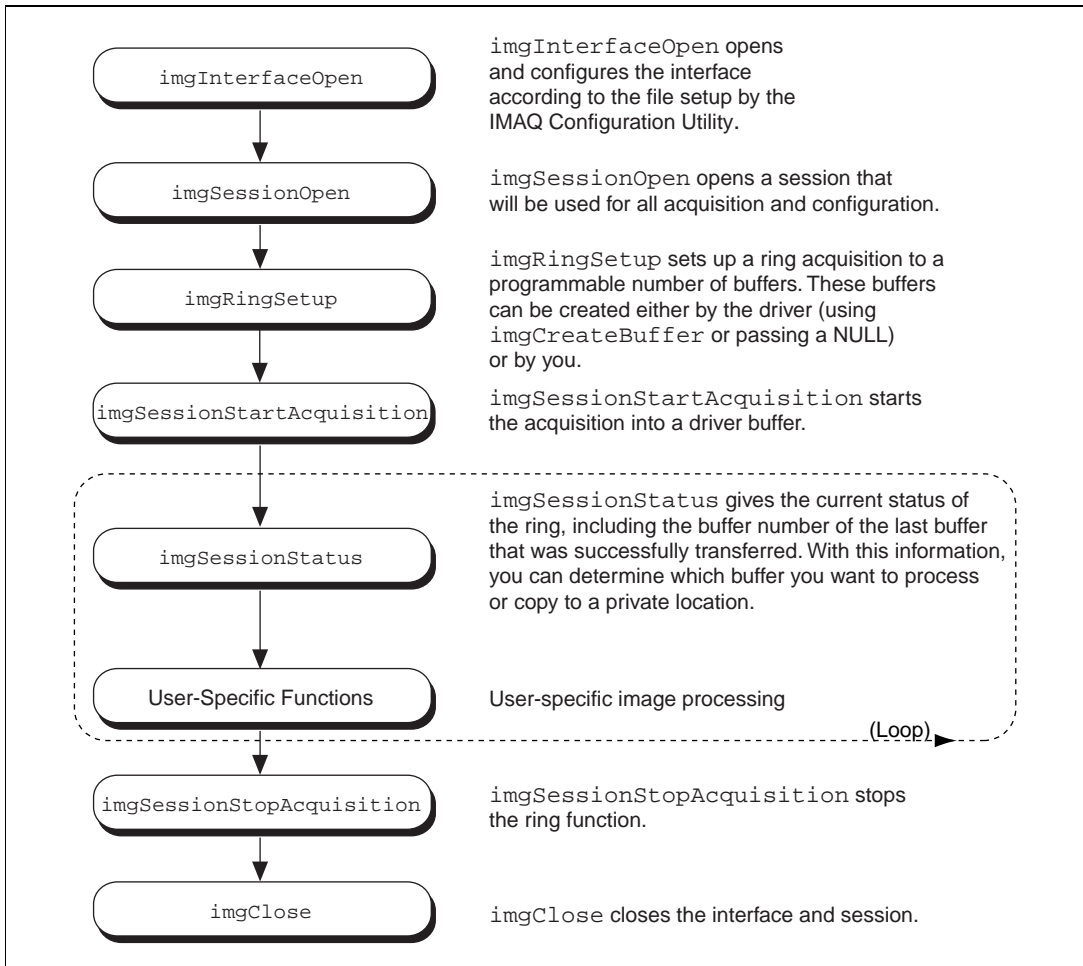 imgInterfaceOpen
imgInterfaceOpen opens
and configures the interface
according to the file setup by the
IMAQ Configuration Utility.
imgSessionOpen
imgSessionOpen opens a session that
will be used for all acquisition and configuration.
imgRingSetup
imgRingSetup sets up a ring acquisition to a
programmable number of buffers. These buffers
can be created either by the driver (using
imgCreateBuffer or passing a NULL)
or by you.
imgSessionStartAcquisition
imgSessionStartAcquisition starts
the acquisition into a driver buffer.
imgSessionStatus
imgSessionStatus gives the current status of
the ring, including the buffer number of the last buffer
that was successfully transferred. With this information,
you can determine which buffer you want to process
or copy to a private location.
User-Specific Functions
User-specific image processing
(Loop)
imgSessionStopAcquisition
imgSessionStopAcquisition stops
the ring function.
imgClose
imgClose closes the interface and session.